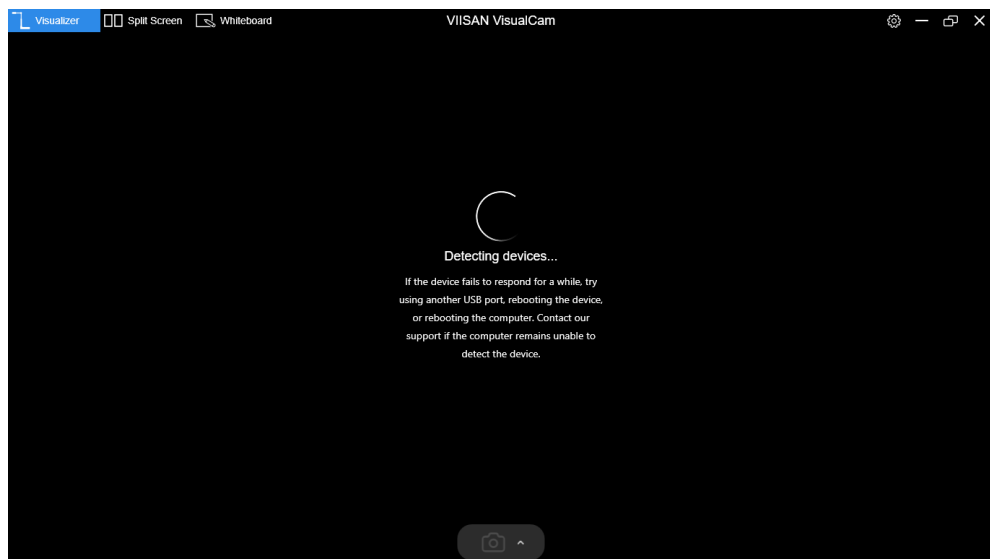 Visualizer Split Screen Whiteboard VIISAN VisualCam
Detecting devices...
If the device fails to respond for a while, try
using another USB port, rebooting the device,
or rebooting the computer. Contact our
support if the computer remains unable to
detect the device.